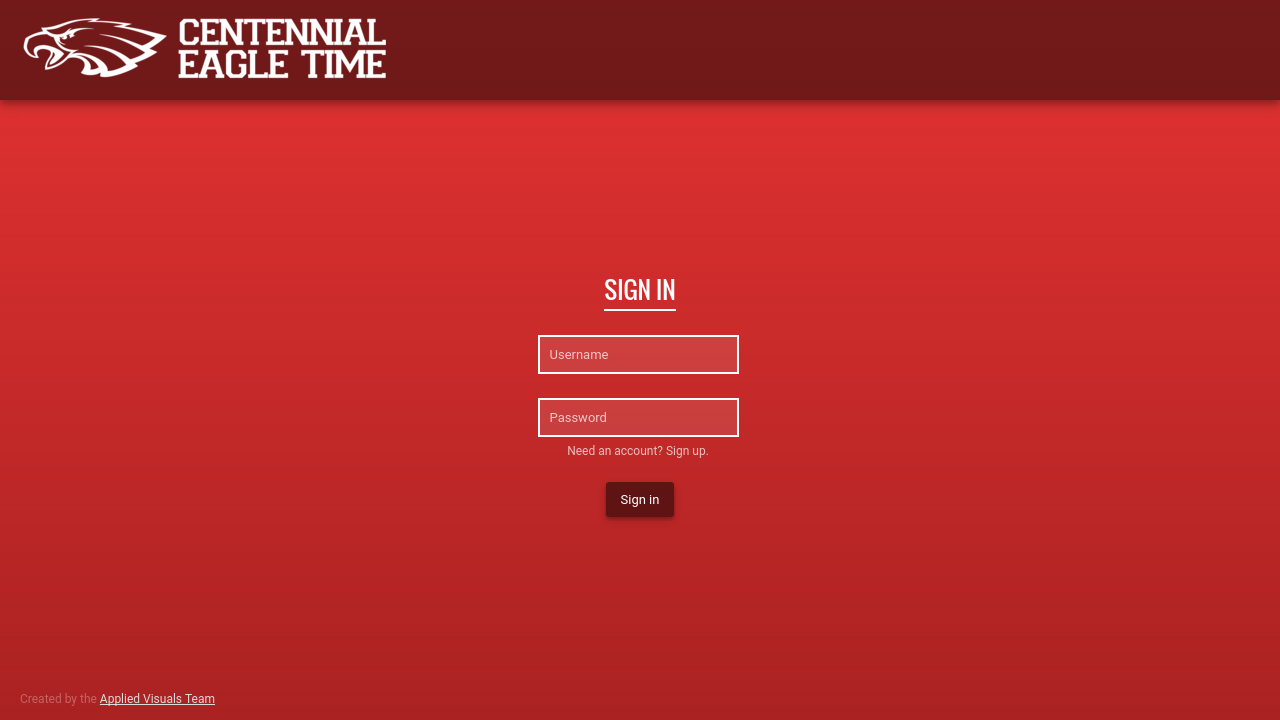 CENTENNIAL
EAGLE TIME
SIGN IN
Username
Password
Need an account? Sign up.
Sign in
Created by the Applied Visuals Team